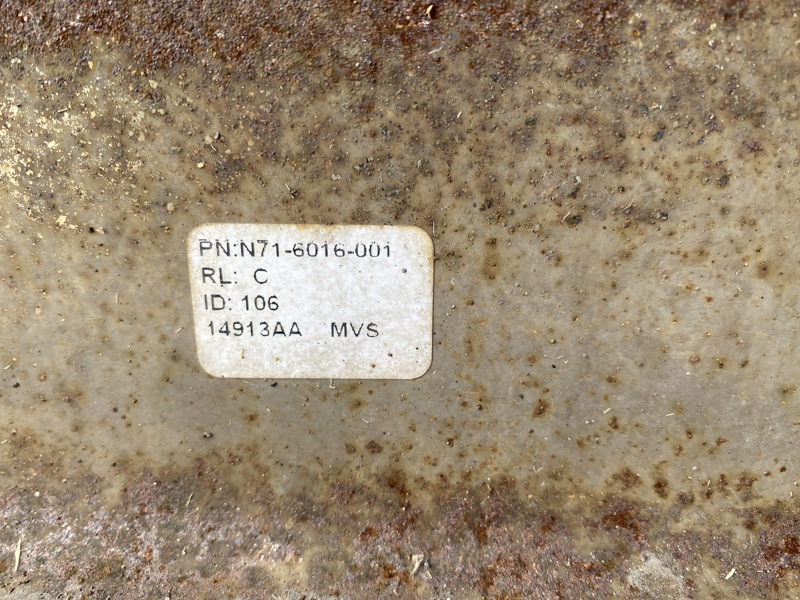 PN:N71-6016-001
RL: C
ID: 106
14913AA MVS